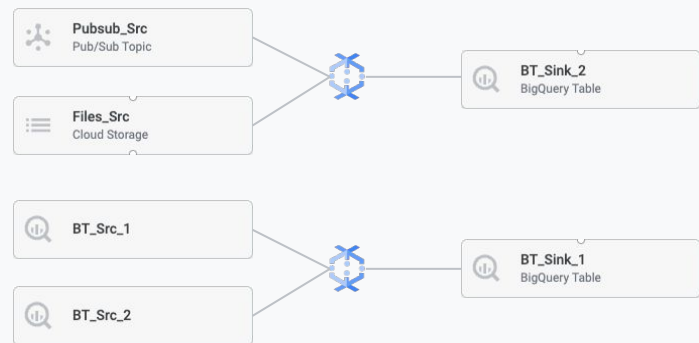 Pubsub_Src
Pub/Sub Topic
BT_Sink_2
BigQuery Table
Files_Src
Cloud Storage
BT_Src_1
BT_Sink_1
BigQuery Table
BT_Src_2